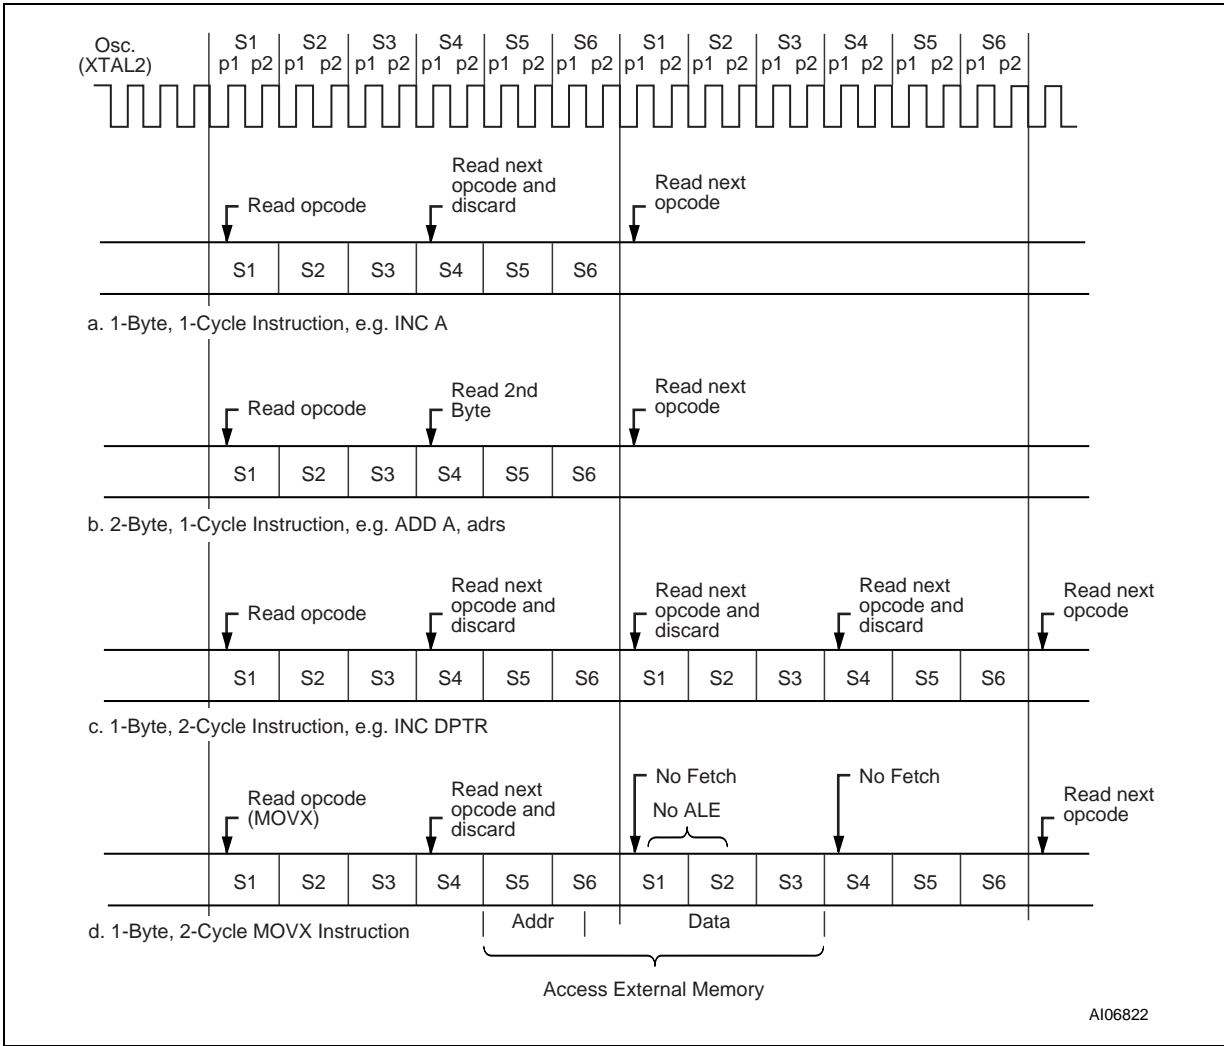 Osc.
(XTAL2)
S1 S2 S3 S4 S5 S6 S1 S2 S3 S4 S5 S6
p1 p2 p1 p2 p1 p2 p1 p2 p1 p2 p1 p2 p1 p2 p1 p2 p1 p2 p1 p2 p1 p2 p1 p2
Read opcode
Read next
opcode and
discard
Read next
opcode
S1 S2 S3 S4 S5 S6
a. 1-Byte, 1-Cycle Instruction, e.g. INC A
Read opcode
Read 2nd
Byte
Read next
opcode
S1 S2 S3 S4 S5 S6
b. 2-Byte, 1-Cycle Instruction, e.g. ADD A, adrs
Read opcode
Read next
opcode and
discard
Read next
opcode and
discard
Read next
opcode and
discard
Read next
opcode
S1 S2 S3 S4 S5 S6 S1 S2 S3 S4 S5 S6
c. 1-Byte, 2-Cycle Instruction, e.g. INC DPTR
Read opcode
(MOVX)
Read next
opcode and
discard
No Fetch
No ALE
No Fetch
Read next
opcode
S1 S2 S3 S4 S5 S6 S1 S2 S3 S4 S5 S6
d. 1-Byte, 2-Cycle MOVX Instruction
Addr
Data
Access External Memory
AI06822